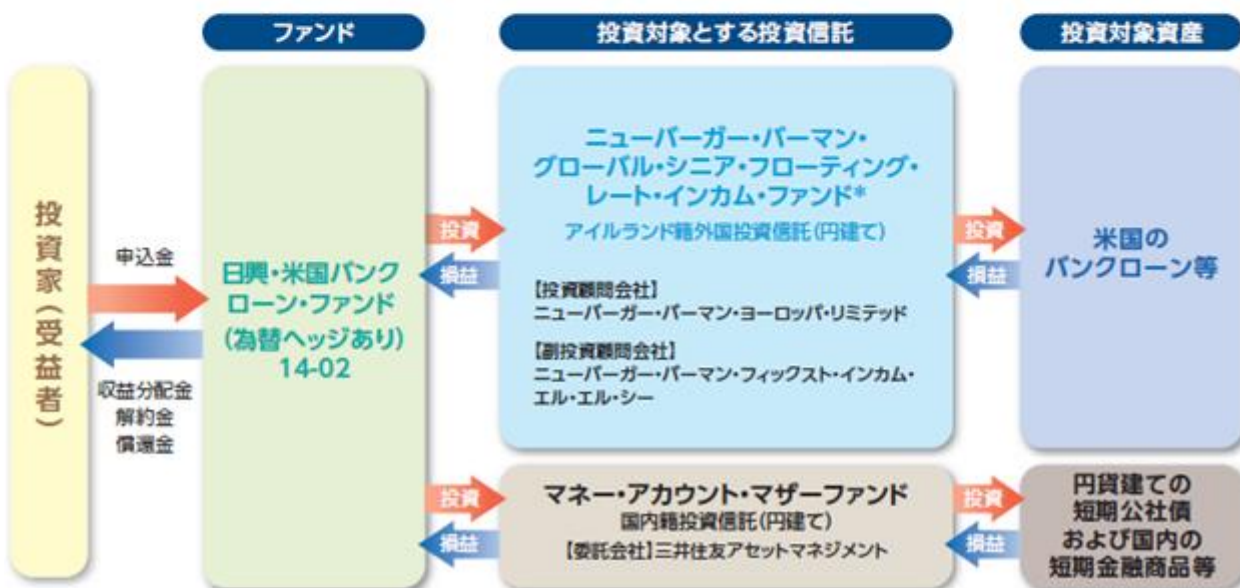 ファンド
投資対象とする投資信託
投資対象資産
投資家(受益者)
申込金
収益分配金
解約金
償還金
日興・米国バンク
ローン・ファンド
(為替ヘッジあり)
14-02
投資
損益
ニューバーガー・バーマン・
グローバル・シニア・フローティング・
レート・インカム・ファンド*
アイルランド籍外国投資信託(円建て)
【投資顧問会社】
ニューバーガー・バーマン・ヨーロッパ・リミテッド
【副投資顧問会社】
ニューバーガー・バーマン・フィックスト・インカム・
エル・エル・シー
投資
損益
米国の
バンクローン等
投資
損益
マネー・アカウント・マザーファンド
国内籍投資信託(円建て)
【委託会社】三井住友アセットマネジメント
投資
損益
円貨建ての
短期公社債
および国内の
短期金融商品等